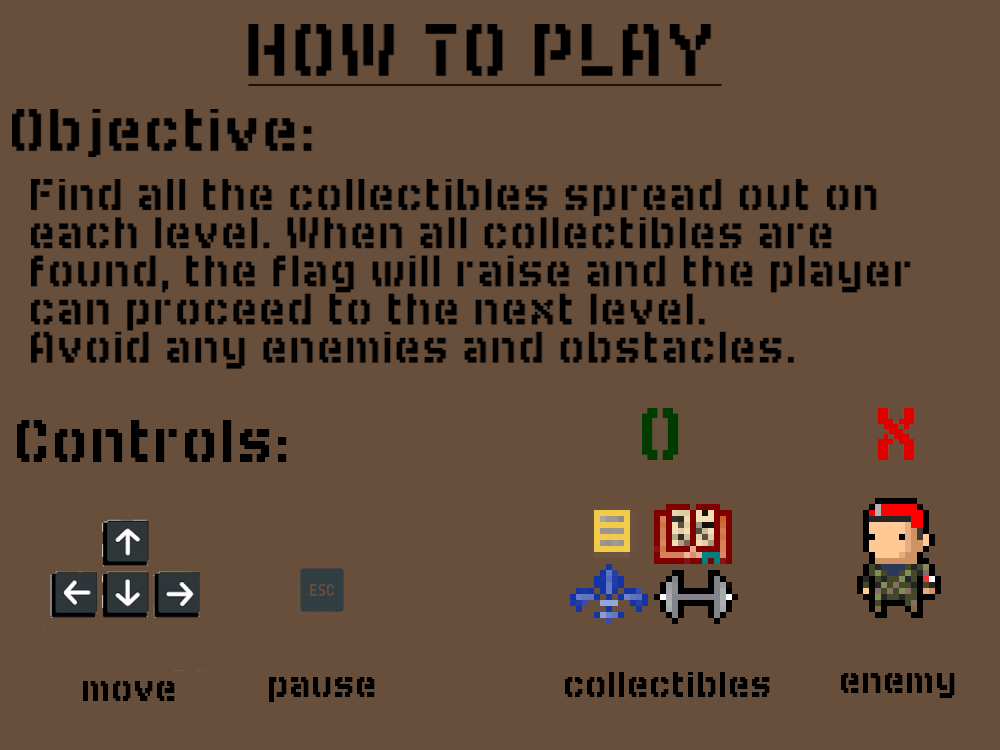 HOW TO PLAY
Objective:
Find all the collectibles spread out on
each level. When all collectibles are
found, the flag will raise and the player
can proceed to the next level.
Avoid any enemies and obstacles.
Controls:
O X
ESC
move pause collectibles enemy